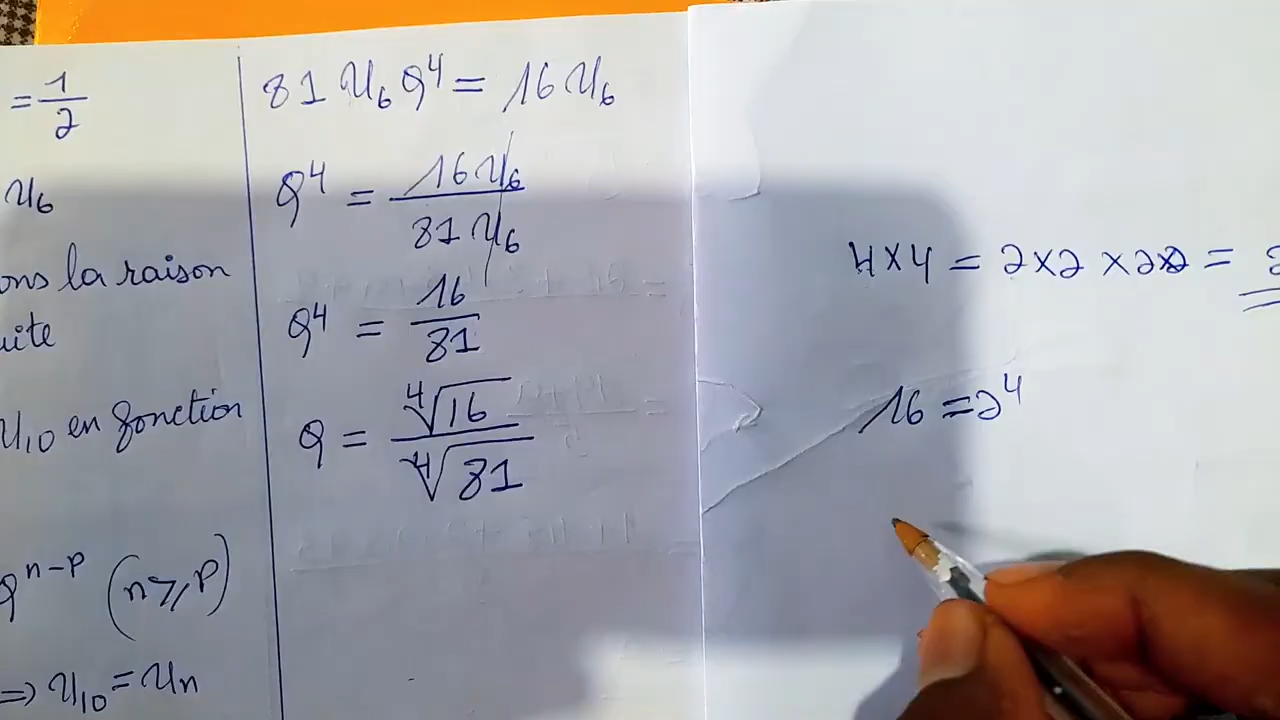 = 1/2
U₆
ons la raison
uite
U₁₀ en fonction
Q^n-p (n⩾p)
⇒ U₁₀ = Un
81 U₆ Q⁴ = 16 U₆
Q⁴ = 16 U₆ / 81 U₆
Q⁴ = 16/81
Q = ⁴√16 / ⁴√81
4×4 = 2×2 ×2×2 = 2
16 = 2⁴